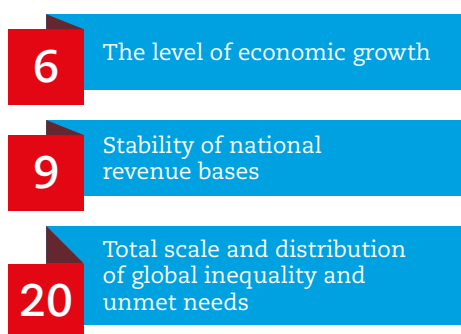 6
The level of economic growth
9
Stability of national
revenue bases
20
Total scale and distribution
of global inequality and
unmet needs